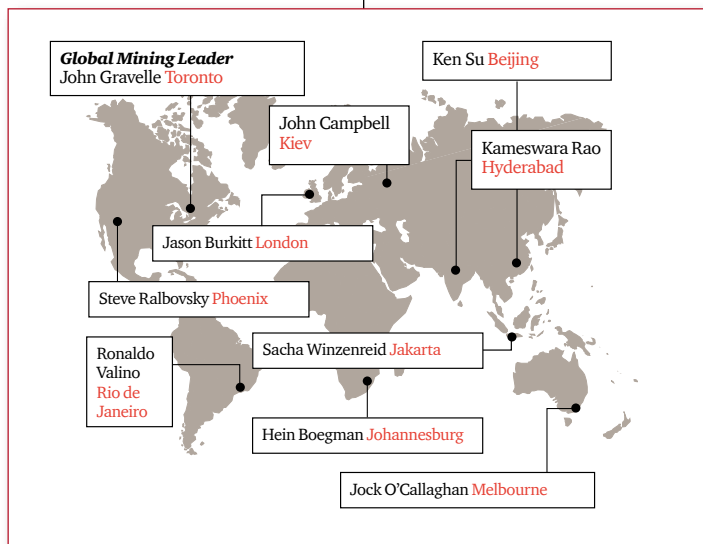 Global Mining Leader
John Gravelle Toronto
Ken Su Beijing
John Campbell
Kiev
Kameswara Rao
Hyderabad
Jason Burkitt London
Steve Ralbovsky Phoenix
Ronaldo
Valino
Rio de
Janeiro
Sacha Winzenreid Jakarta
Hein Boegman Johannesburg
Jock O’Callaghan Melbourne